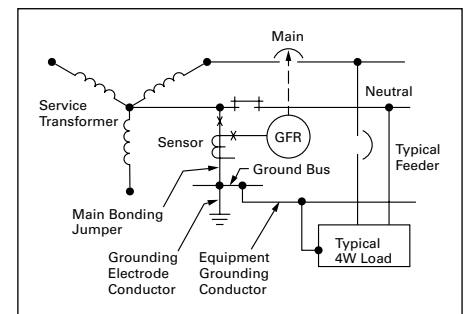 Main
Neutral
Service
Transformer
Sensor
GFR
Typical
Feeder
Ground Bus
Main Bonding
Jumper
Grounding
Electrode
Conductor
Equipment
Grounding
Conductor
Typical
4W Load